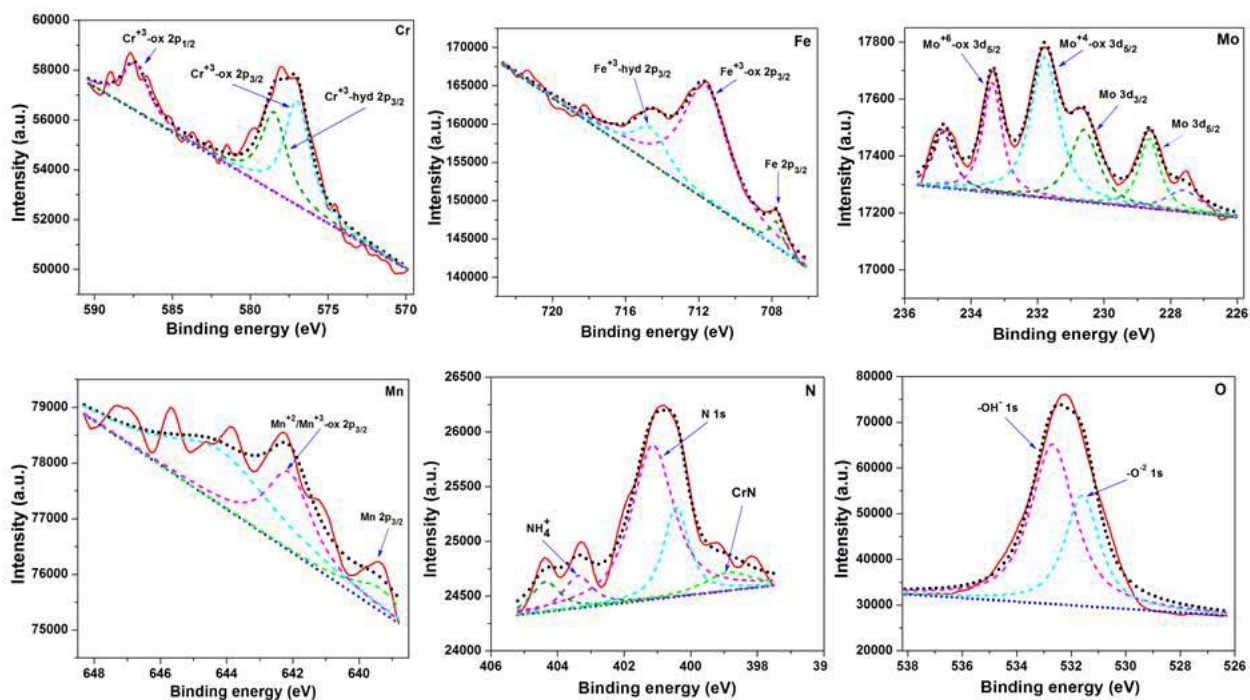 Cr
Cr+3-ox 2p1/2
Cr+3-ox 2p3/2
Cr+3-hyd 2p3/2
60000
58000
56000
54000
52000
50000
Intensity (a.u.)
590 585 580 575 570
Binding energy (eV)
Fe
Fe+3-hyd 2p3/2
Fe+3-ox 2p3/2
Fe 2p3/2
170000
165000
160000
155000
150000
145000
140000
Intensity (a.u.)
720 716 712 708
Binding energy (eV)
Mo
Mo+6-ox 3d5/2
Mo+4-ox 3d5/2
Mo 3d3/2
Mo 3d5/2
17800
17600
17400
17200
17000
Intensity (a.u.)
236 234 232 230 228 226
Binding energy (eV)
Mn
Mn+2/Mn+3-ox 2p3/2
Mn 2p3/2
79000
78000
77000
76000
75000
Intensity (a.u.)
648 646 644 642 640
Binding energy (eV)
N
N 1s
CrN
NH4+
26500
26000
25500
25000
24500
24000
Intensity (a.u.)
406 404 402 400 398 39
Binding energy (eV)
O
-OH- 1s
-O-2 1s
80000
70000
60000
50000
40000
30000
20000
Intensity (a.u.)
538 536 534 532 530 528 526
Binding energy (eV)